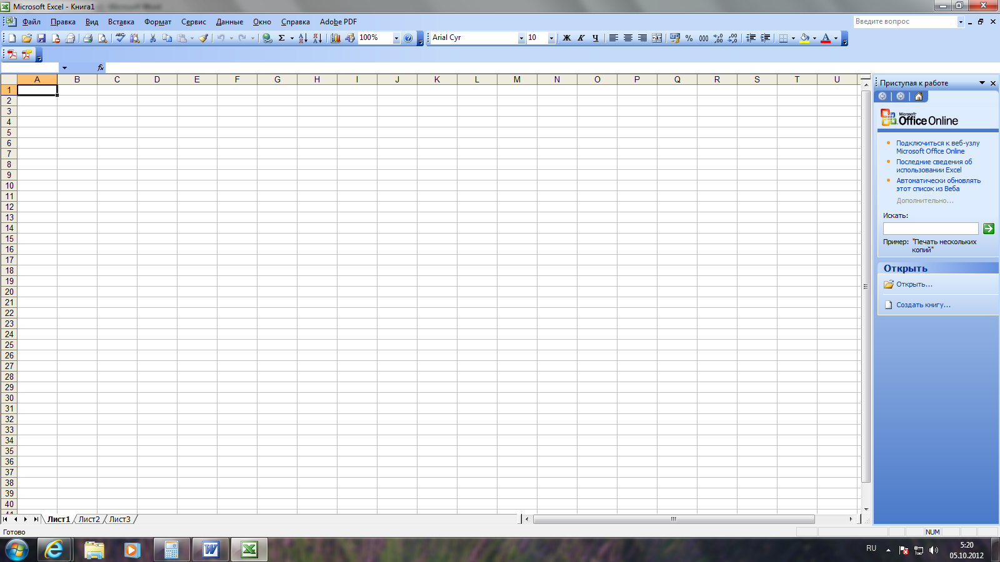 Microsoft Excel - Книга1
Файл Правка Вид Вставка Формат Сервис Данные Окно Справка Adobe PDF
Введите вопрос
100%
Arial Cyr
10
Ж К Ч
% 000
fx
A B C D E F G H I J K L M N O P Q R S T U
1
2
3
4
5
6
7
8
9
10
11
12
13
14
15
16
17
18
19
20
21
22
23
24
25
26
27
28
29
30
31
32
33
34
35
36
37
38
39
40
41
Приступая к работе
Microsoft
Office Online
Подключиться к веб-узлу
Microsoft Office Online
Последние сведения об
использовании Excel
Автоматически обновлять
этот список из Веба
Дополнительно...
Искать:
Пример: "Печать нескольких
копий"
Открыть
Открыть...
Создать книгу...
Лист1 Лист2 Лист3
Готово
NUM
RU
5:20
05.10.2012